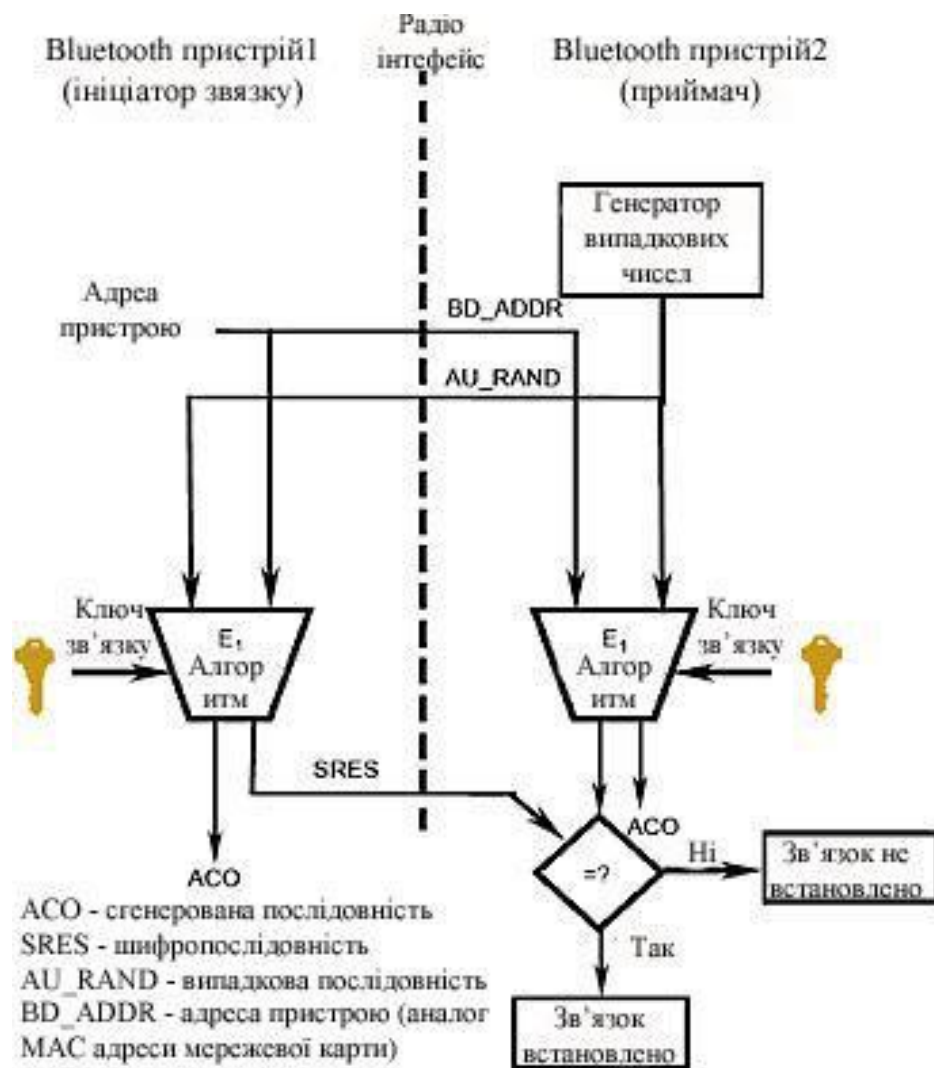 Радіо
інтефейс
Bluetooth пристрій1
(ініціатор звязку)
Bluetooth пристрій2
(приймач)
Генератор
випадкових
чисел
Адреа
пристрою
BD_ADDR
AU_RAND
Ключ
зв’язку
E1
Алгор
итм
E1
Алгор
итм
Ключ
зв’язку
SRES
ACO
ACO
=?
Ні
Зв’язок не
встановлено
Так
Зв’язок
встановлено
ACO - сгенерована послідовність
SRES - шифропослідовність
AU_RAND - випадкова послідовність
BD_ADDR - адреса пристрою (аналог
MAC адреси мережевої карти)